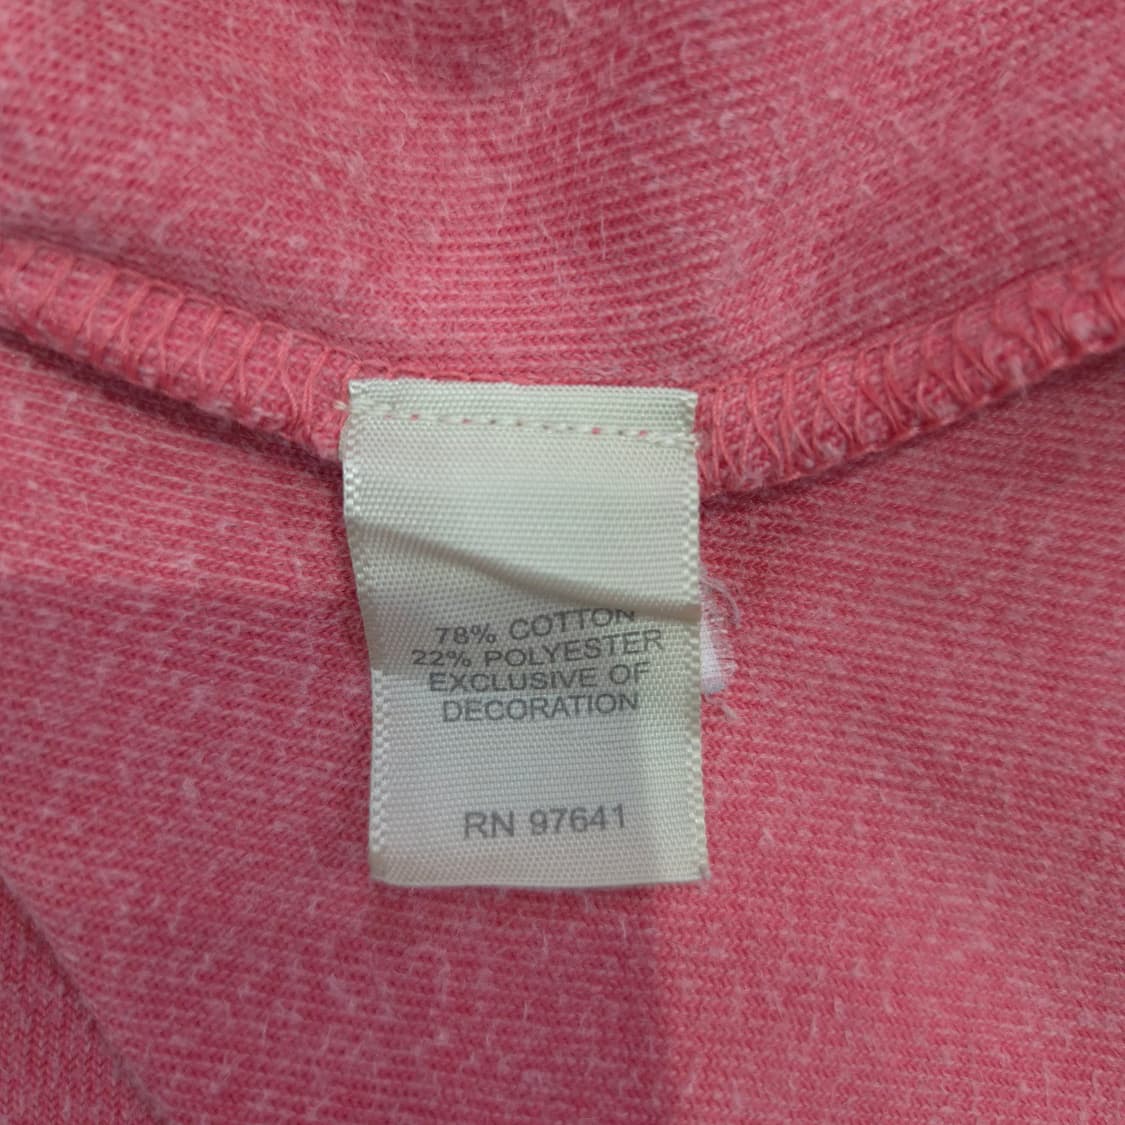 78% COTTON
22% POLYESTER
EXCLUSIVE OF
DECORATION
RN 97641